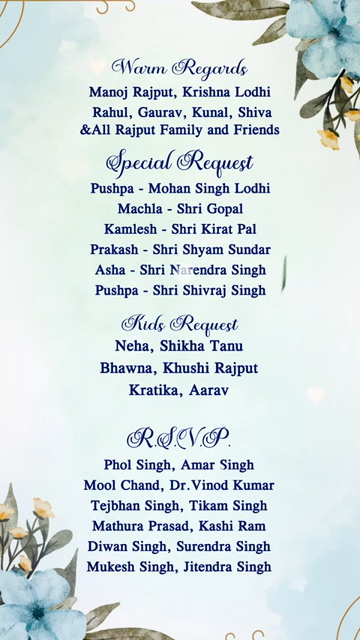 Warm Regards
Manoj Rajput, Krishna Lodhi
Rahul, Gaurav, Kunal, Shiva
&All Rajput Family and Friends
Special Request
Pushpa - Mohan Singh Lodhi
Machla - Shri Gopal
Kamlesh - Shri Kirat Pal
Prakash - Shri Shyam Sundar
Asha - Shri Narendra Singh
Pushpa - Shri Shivraj Singh
Kids Request
Neha, Shikha Tanu
Bhawna, Khushi Rajput
Kratika, Aarav
R.S.V.P.
Phol Singh, Amar Singh
Mool Chand, Dr.Vinod Kumar
Tejbhan Singh, Tikam Singh
Mathura Prasad, Kashi Ram
Diwan Singh, Surendra Singh
Mukesh Singh, Jitendra Singh